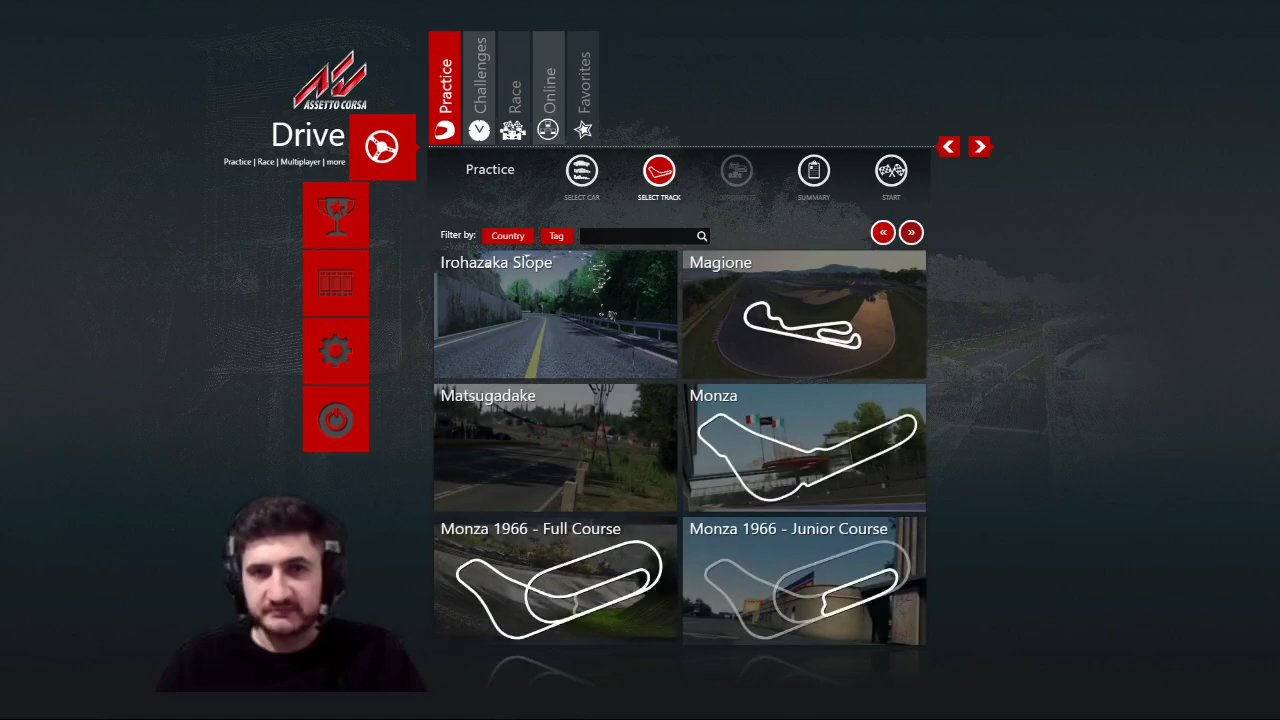 Practice
Challenges
Race
Online
Favorites
ASSETTO CORSA
Drive
Practice | Race | Multiplayer | more
Practice
SELECT CAR
SELECT TRACK
OPPONENTS
SUMMARY
START
Filter by:
Country
Tag
Irohazaka Slope
Magione
Matsugadake
Monza
Monza 1966 - Full Course
Monza 1966 - Junior Course